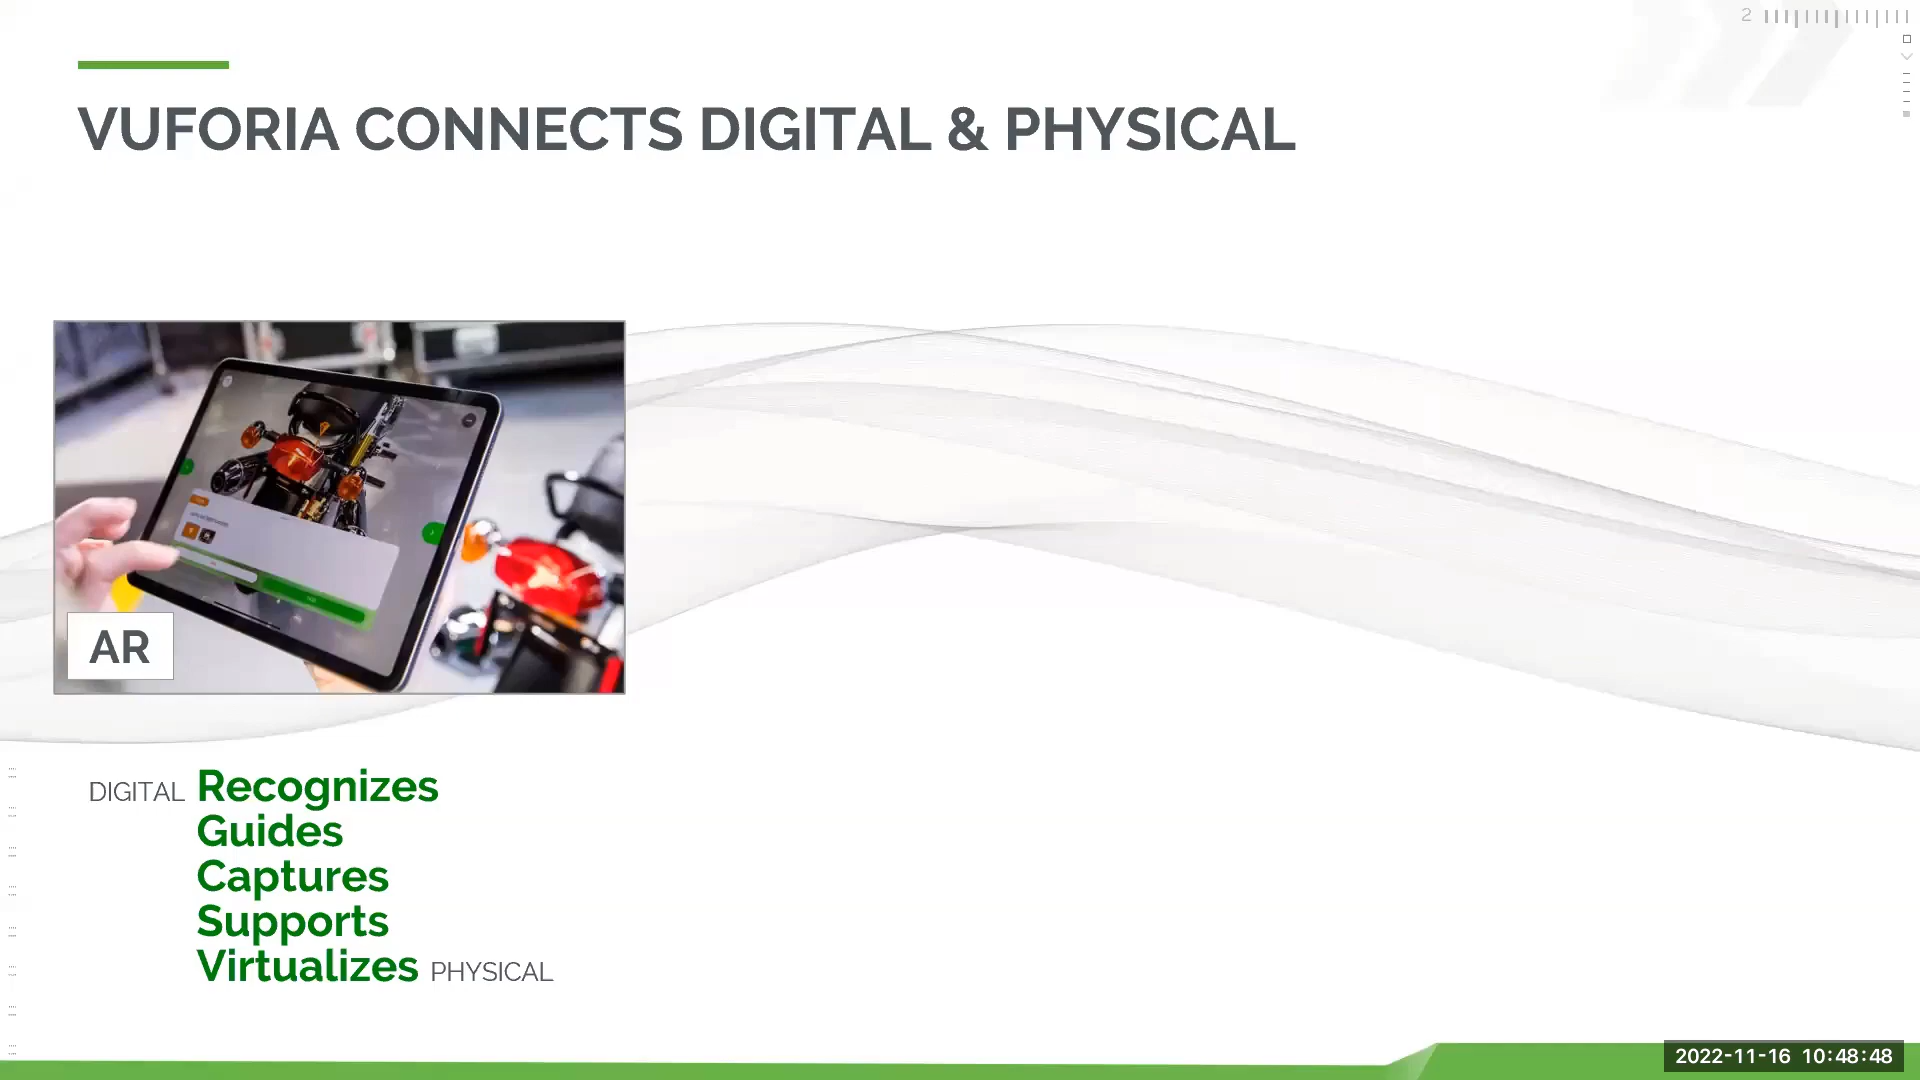 2
VUFORIA CONNECTS DIGITAL & PHYSICAL
AR
DIGITAL Recognizes
Guides
Captures
Supports
Virtualizes PHYSICAL
2022-11-16 10:48:48